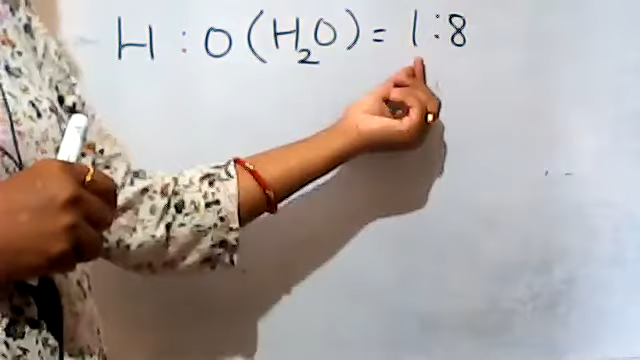 H : O (H₂O) = 1 : 8